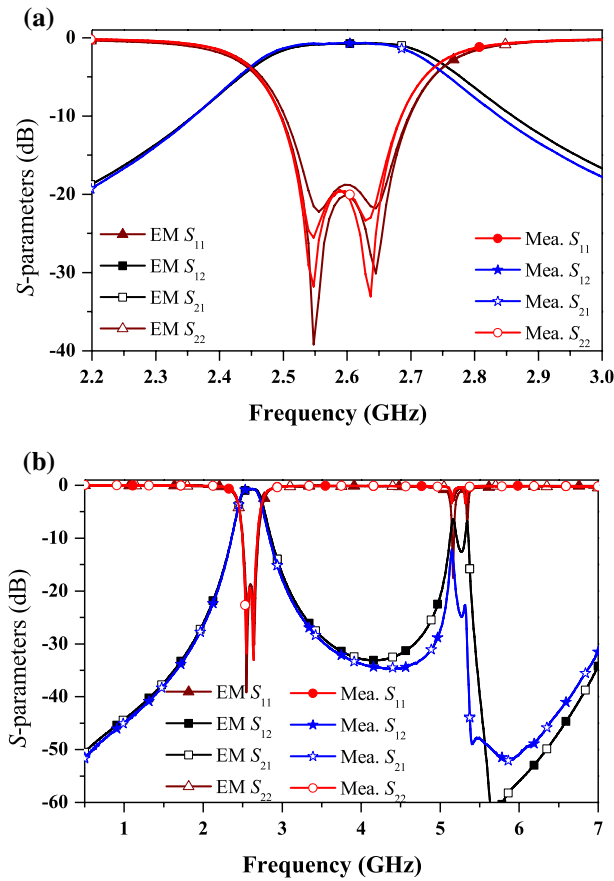 (a)
0
-10
-20
-30
-40
S-parameters (dB)
EM S11
EM S12
EM S21
EM S22
Mea. S11
Mea. S12
Mea. S21
Mea. S22
2.2 2.3 2.4 2.5 2.6 2.7 2.8 2.9 3.0
Frequency (GHz)
(b)
0
-10
-20
-30
-40
-50
-60
S-parameters (dB)
EM S11
EM S12
EM S21
EM S22
Mea. S11
Mea. S12
Mea. S21
Mea. S22
1 2 3 4 5 6 7
Frequency (GHz)